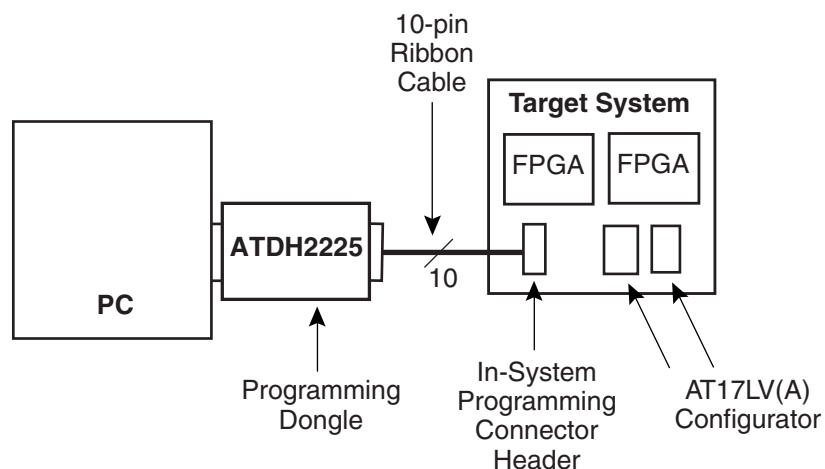 10-pin
Ribbon
Cable
Target System
FPGA
FPGA
ATDH2225
10
PC
Programming
Dongle
In-System
Programming
Connector
Header
AT17LV(A)
Configurator